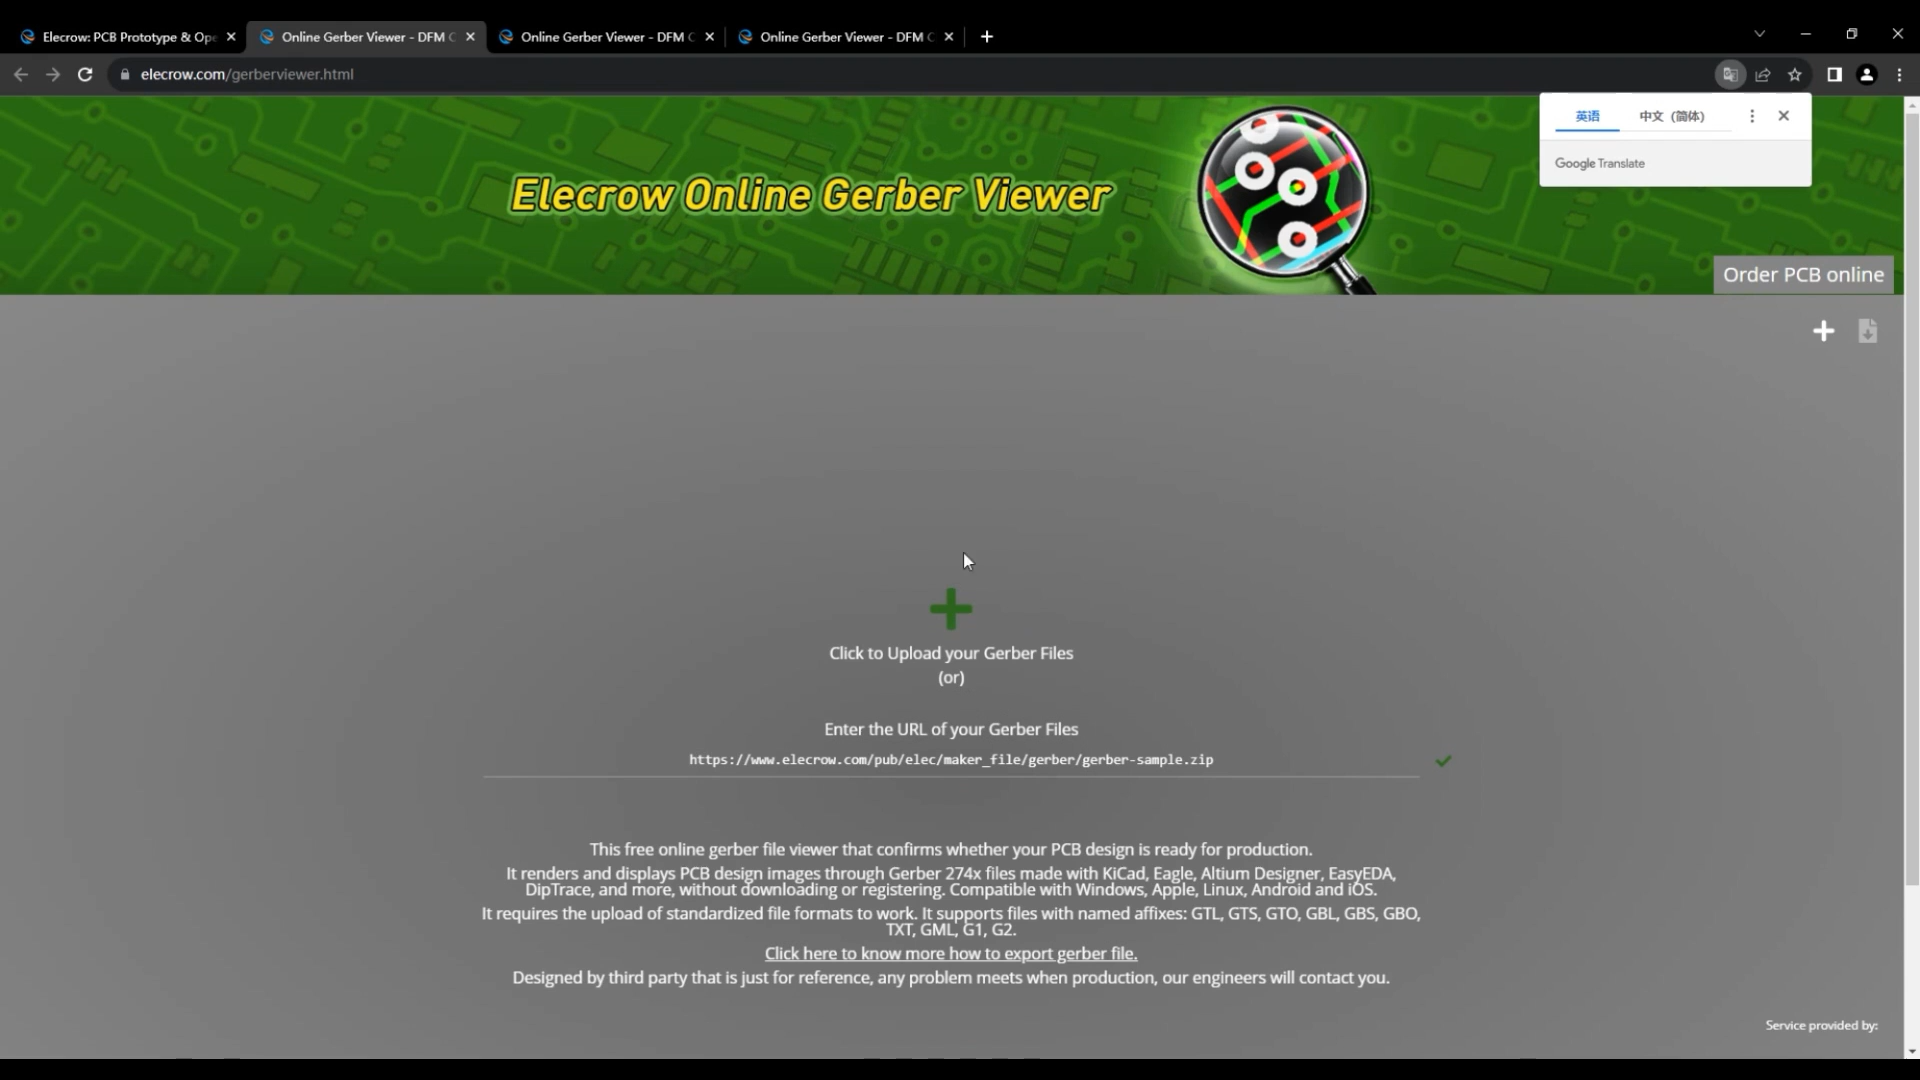 Elecrow: PCB Prototype & Ope
Online Gerber Viewer - DFM C
Online Gerber Viewer - DFM C
Online Gerber Viewer - DFM C
elecrow.com/gerberviewer.html
英语
中文（简体）
Google Translate
Elecrow Online Gerber Viewer
Order PCB online
Click to Upload your Gerber Files
(or)
Enter the URL of your Gerber Files
https://www.elecrow.com/pub/elec/maker_file/gerber/gerber-sample.zip
This free online gerber file viewer that confirms whether your PCB design is ready for production.
It renders and displays PCB design images through Gerber 274x files made with KiCad, Eagle, Altium Designer, EasyEDA,
DipTrace, and more, without downloading or registering. Compatible with Windows, Apple, Linux, Android and iOS.
It requires the upload of standardized file formats to work. It supports files with named affixes: GTL, GTS, GTO, GBL, GBS, GBO,
TXT, GML, G1, G2.
Click here to know more how to export gerber file.
Designed by third party that is just for reference, any problem meets when production, our engineers will contact you.
Service provided by: